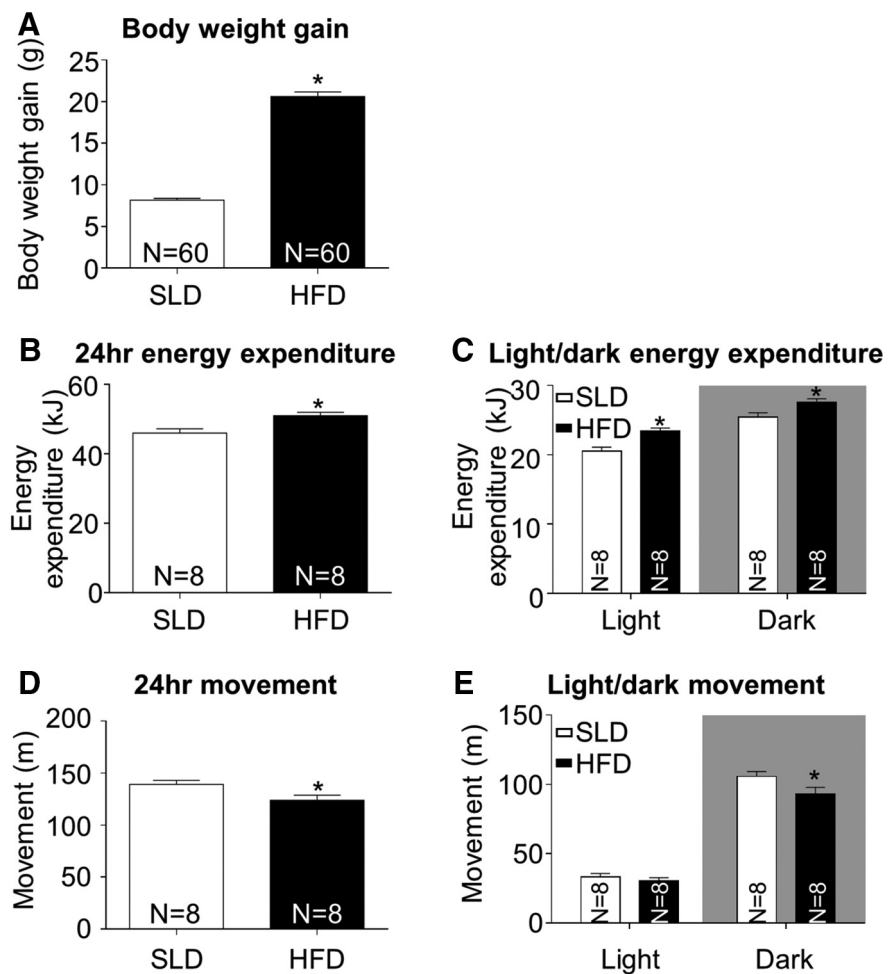 A
Body weight gain
Body weight gain (g)
25
20
15
10
5
0
*
N=60
N=60
SLD
HFD
B
24hr energy expenditure
Energy
expenditure (kJ)
60
40
20
0
*
N=8
N=8
SLD
HFD
C
Light/dark energy expenditure
Energy
expenditure (kJ)
30
20
10
0
SLD
HFD
*
*
N=8
N=8
N=8
N=8
Light
Dark
D
24hr movement
Movement (m)
200
150
100
50
0
*
N=8
N=8
SLD
HFD
E
Light/dark movement
Movement (m)
150
100
50
0
SLD
HFD
*
N=8
N=8
N=8
N=8
Light
Dark